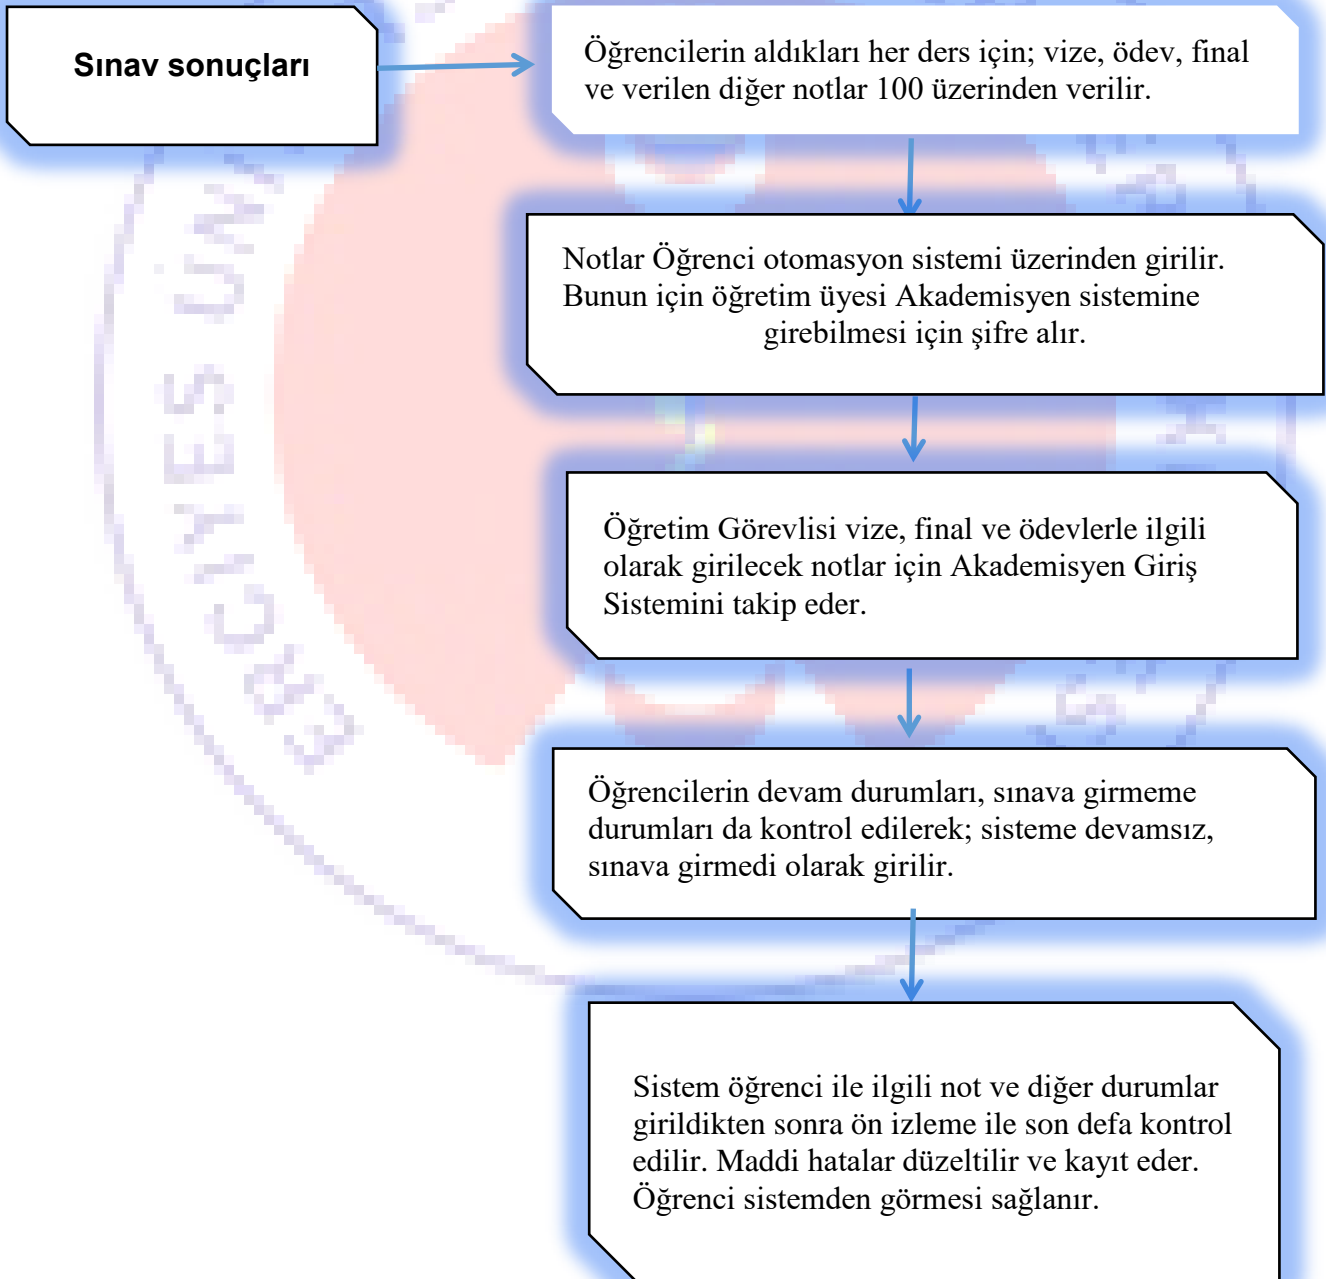 Sınav sonuçları
Öğrencilerin aldıkları her ders için; vize, ödev, final
ve verilen diğer notlar 100 üzerinden verilir.
Notlar Öğrenci otomasyon sistemi üzerinden girilir.
Bunun için öğretim üyesi Akademisyen sistemine
girebilmesi için şifre alır.
Öğretim Görevlisi vize, final ve ödevlerle ilgili
olarak girilecek notlar için Akademisyen Giriş
Sistemini takip eder.
Öğrencilerin devam durumları, sınava girmeme
durumları da kontrol edilerek; sisteme devamsız,
sınava girmedi olarak girilir.
Sistem öğrenci ile ilgili not ve diğer durumlar
girildikten sonra ön izleme ile son defa kontrol
edilir. Maddi hatalar düzeltilir ve kayıt eder.
Öğrenci sistemden görmesi sağlanır.
ERCİYES ÜNİ